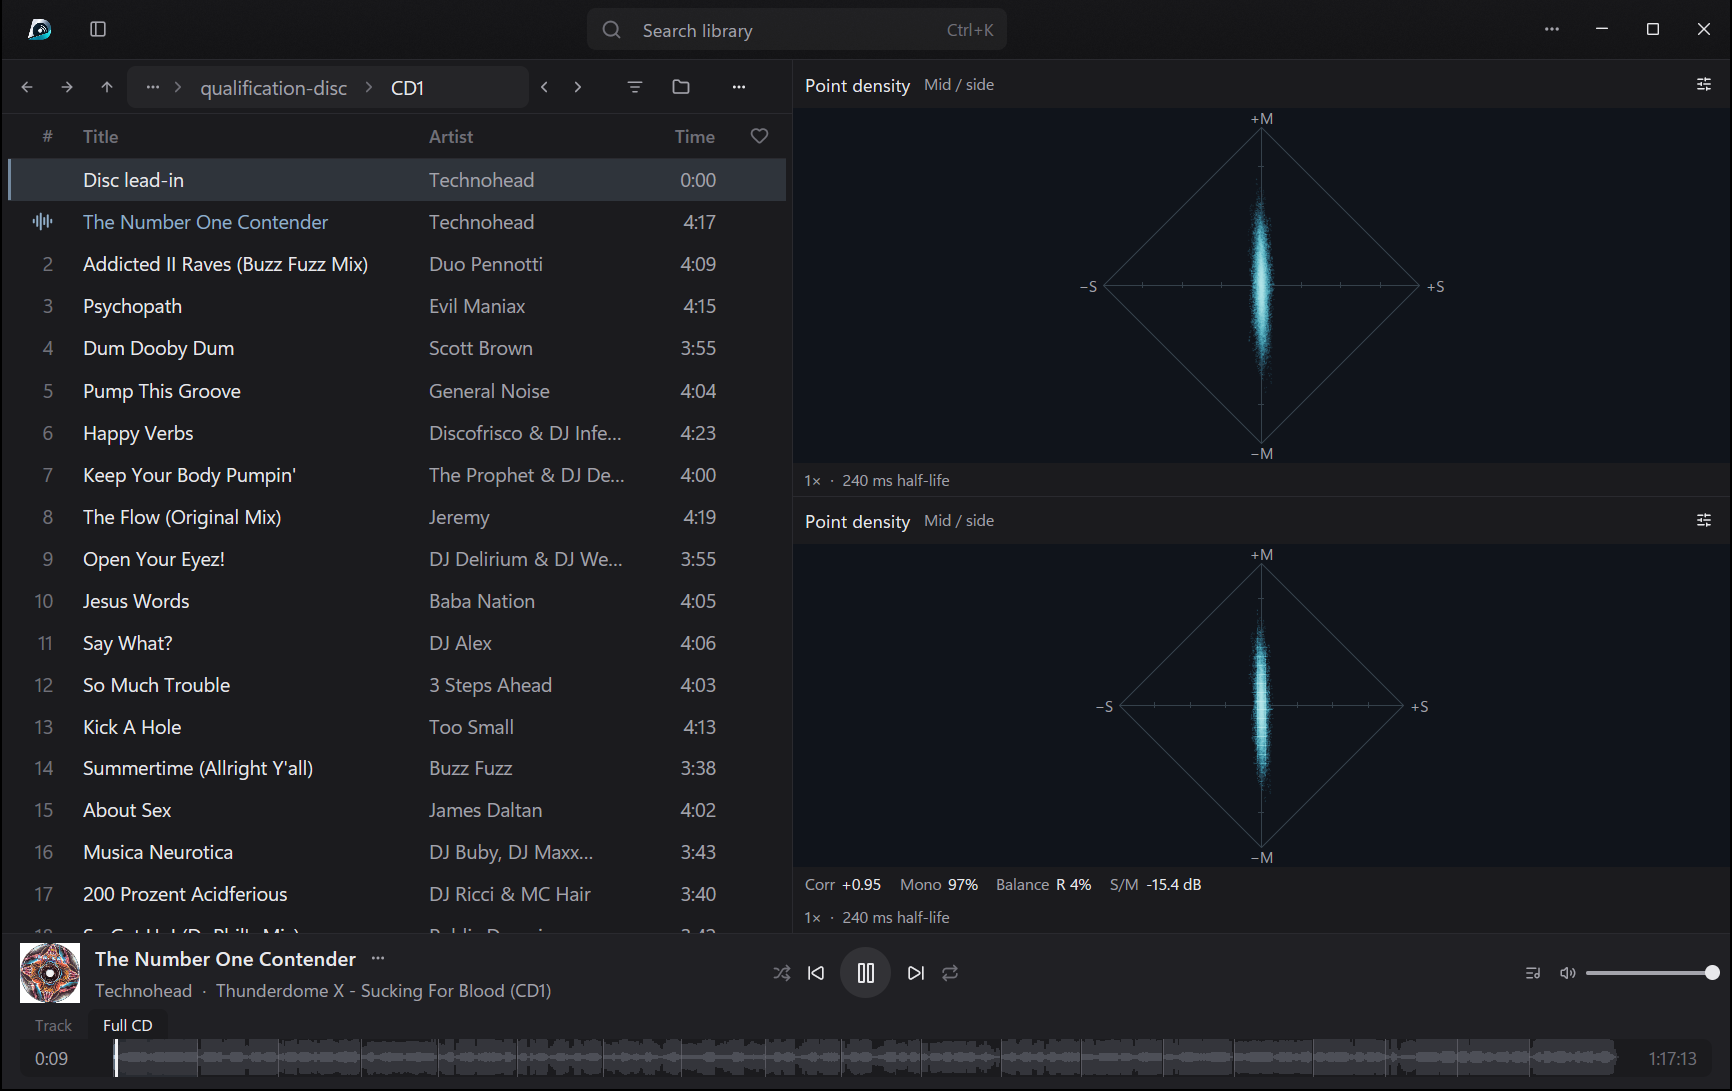 Search library Ctrl+K
··· > qualification-disc > CD1
Point density Mid / side
# Title Artist Time
Disc lead-in Technohead 0:00
The Number One Contender Technohead 4:17
2 Addicted II Raves (Buzz Fuzz Mix) Duo Pennotti 4:09
3 Psychopath Evil Maniax 4:15
4 Dum Dooby Dum Scott Brown 3:55
5 Pump This Groove General Noise 4:04
6 Happy Verbs Discofrisco & DJ Infe... 4:23
7 Keep Your Body Pumpin' The Prophet & DJ De... 4:00
8 The Flow (Original Mix) Jeremy 4:19
9 Open Your Eyez! DJ Delirium & DJ We... 3:55
10 Jesus Words Baba Nation 4:05
11 Say What? DJ Alex 4:06
12 So Much Trouble 3 Steps Ahead 4:03
13 Kick A Hole Too Small 4:13
14 Summertime (Allright Y'all) Buzz Fuzz 3:38
15 About Sex James Daltan 4:02
16 Musica Neurotica DJ Buby, DJ Maxx... 3:43
17 200 Prozent Acidferious DJ Ricci & MC Hair 3:40
+M
−S +S
−M
1× · 240 ms half-life
Point density Mid / side
+M
−S +S
−M
Corr +0.95 Mono 97% Balance R 4% S/M -15.4 dB
1× · 240 ms half-life
The Number One Contender ···
Technohead · Thunderdome X - Sucking For Blood (CD1)
Track Full CD
0:09 1:17:13